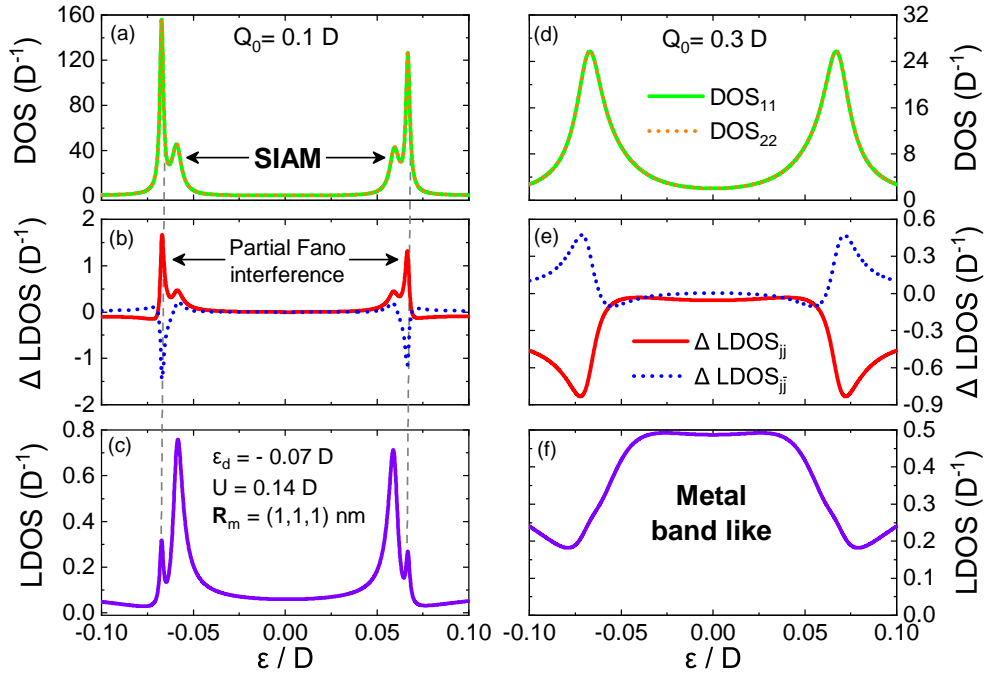 (a)
Q₀= 0.1 D
SIAM
DOS (D⁻¹)
160
120
80
40
0
(d)
Q₀= 0.3 D
DOS₁₁
DOS₂₂
DOS (D⁻¹)
32
24
16
8
0
(b)
Partial Fano
interference
Δ LDOS (D⁻¹)
2
1
0
-1
-2
(e)
Δ LDOS_jj
Δ LDOS_jj̄
Δ LDOS (D⁻¹)
0.6
0.3
0.0
-0.3
-0.6
-0.9
(c)
ε_d = - 0.07 D
U = 0.14 D
R_m = (1,1,1) nm
LDOS (D⁻¹)
0.8
0.6
0.4
0.2
0.0
-0.10 -0.05 0.00 0.05 0.10
ε / D
(f)
Metal
band like
LDOS (D⁻¹)
0.5
0.4
0.3
0.2
0.1
0.0
-0.10 -0.05 0.00 0.05 0.10
ε / D